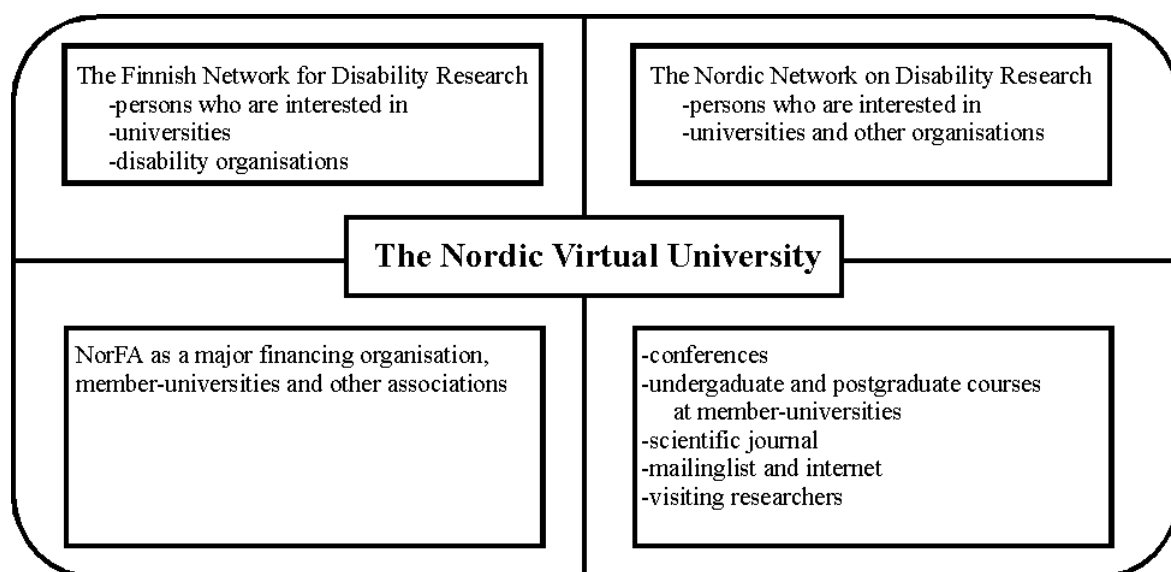 The Finnish Network for Disability Research
-persons who are interested in
-universities
-disability organisations
The Nordic Network on Disability Research
-persons who are interested in
-universities and other organisations
The Nordic Virtual University
NorFA as a major financing organisation,
member-universities and other associations
-conferences
-undergaduate and postgraduate courses
at member-universities
-scientific journal
-mailinglist and internet
-visiting researchers